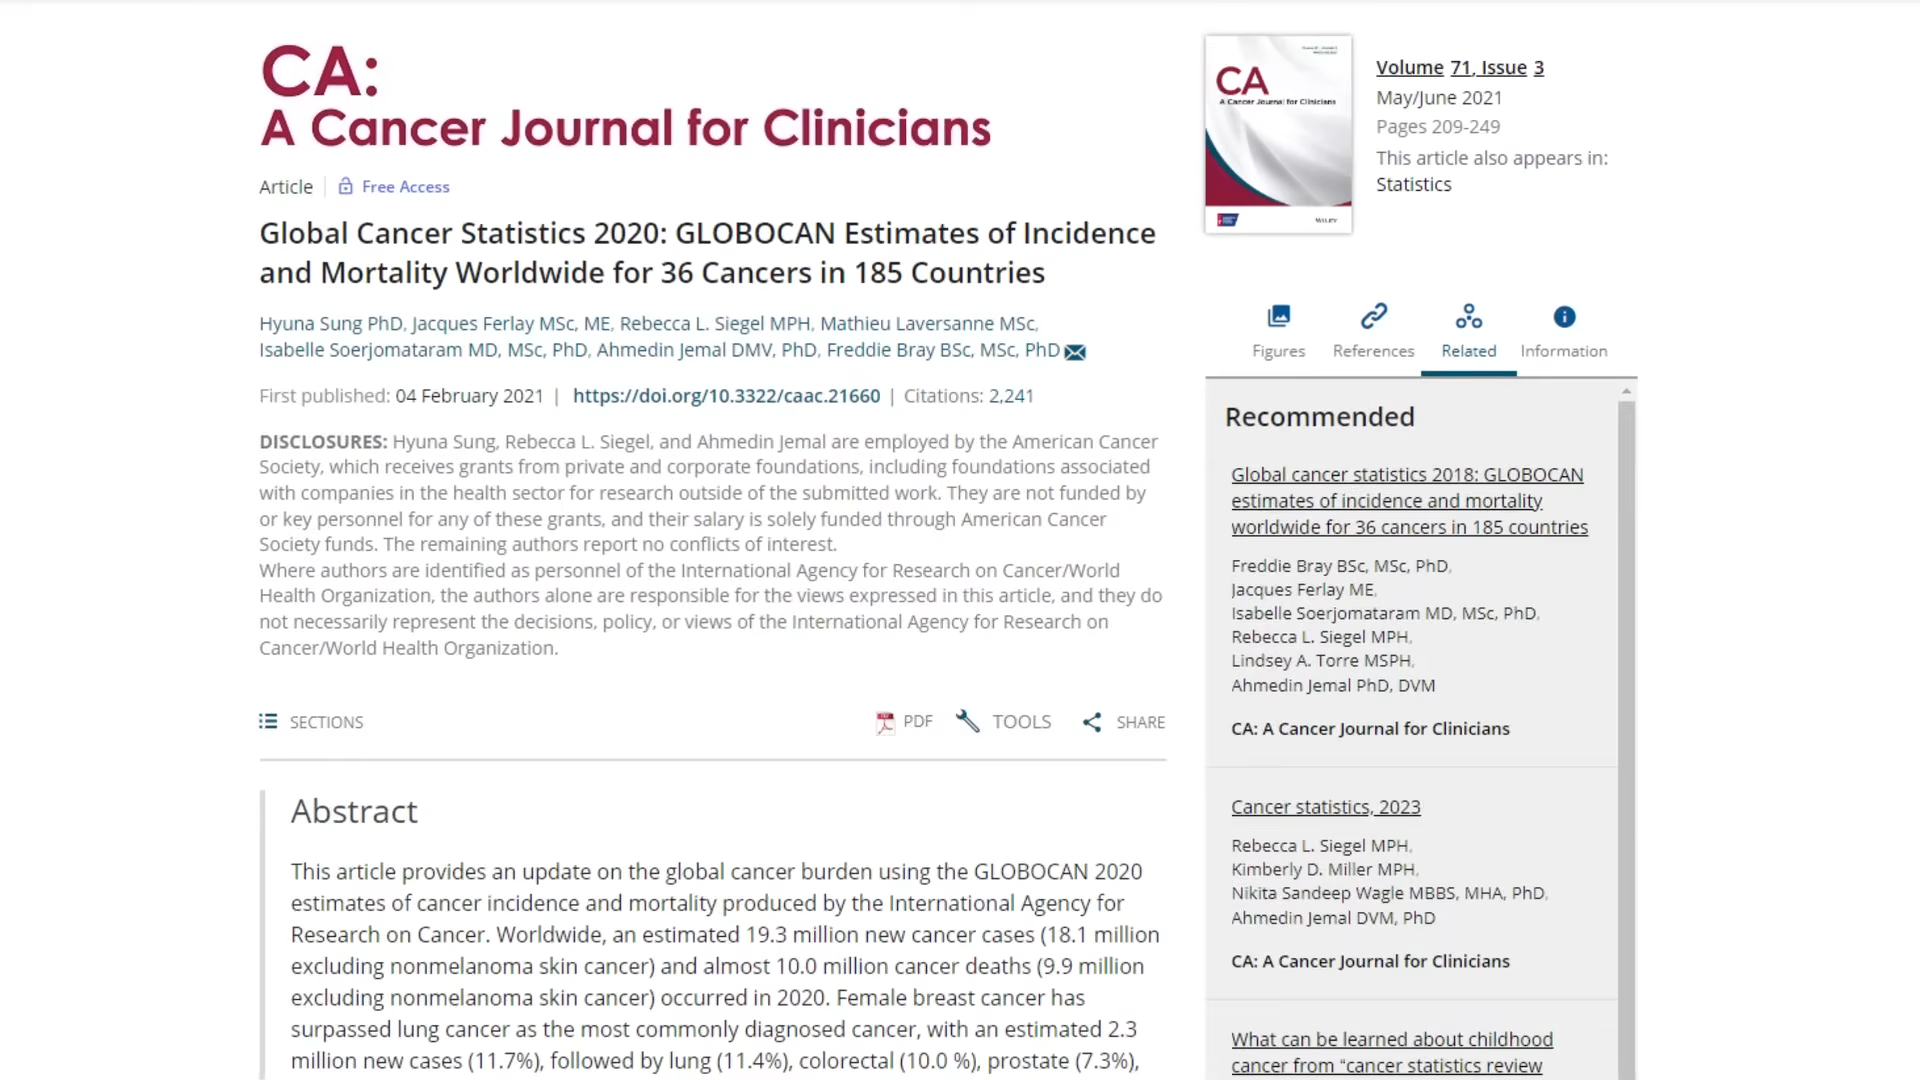 CA:
A Cancer Journal for Clinicians
Article
Free Access
Global Cancer Statistics 2020: GLOBOCAN Estimates of Incidence
and Mortality Worldwide for 36 Cancers in 185 Countries
Hyuna Sung PhD, Jacques Ferlay MSc, ME, Rebecca L. Siegel MPH, Mathieu Laversanne MSc,
Isabelle Soerjomataram MD, MSc, PhD, Ahmedin Jemal DMV, PhD, Freddie Bray BSc, MSc, PhD
First published: 04 February 2021 | https://doi.org/10.3322/caac.21660 | Citations: 2,241
DISCLOSURES: Hyuna Sung, Rebecca L. Siegel, and Ahmedin Jemal are employed by the American Cancer
Society, which receives grants from private and corporate foundations, including foundations associated
with companies in the health sector for research outside of the submitted work. They are not funded by
or key personnel for any of these grants, and their salary is solely funded through American Cancer
Society funds. The remaining authors report no conflicts of interest.
Where authors are identified as personnel of the International Agency for Research on Cancer/World
Health Organization, the authors alone are responsible for the views expressed in this article, and they do
not necessarily represent the decisions, policy, or views of the International Agency for Research on
Cancer/World Health Organization.
SECTIONS
PDF
TOOLS
SHARE
Abstract
This article provides an update on the global cancer burden using the GLOBOCAN 2020
estimates of cancer incidence and mortality produced by the International Agency for
Research on Cancer. Worldwide, an estimated 19.3 million new cancer cases (18.1 million
excluding nonmelanoma skin cancer) and almost 10.0 million cancer deaths (9.9 million
excluding nonmelanoma skin cancer) occurred in 2020. Female breast cancer has
surpassed lung cancer as the most commonly diagnosed cancer, with an estimated 2.3
million new cases (11.7%), followed by lung (11.4%), colorectal (10.0 %), prostate (7.3%),
CA
A Cancer Journal for Clinicians
WILEY
Volume 71, Issue 3
May/June 2021
Pages 209-249
This article also appears in:
Statistics
Figures
References
Related
Information
Recommended
Global cancer statistics 2018: GLOBOCAN
estimates of incidence and mortality
worldwide for 36 cancers in 185 countries
Freddie Bray BSc, MSc, PhD,
Jacques Ferlay ME,
Isabelle Soerjomataram MD, MSc, PhD,
Rebecca L. Siegel MPH,
Lindsey A. Torre MSPH,
Ahmedin Jemal PhD, DVM
CA: A Cancer Journal for Clinicians
Cancer statistics, 2023
Rebecca L. Siegel MPH,
Kimberly D. Miller MPH,
Nikita Sandeep Wagle MBBS, MHA, PhD,
Ahmedin Jemal DVM, PhD
CA: A Cancer Journal for Clinicians
What can be learned about childhood
cancer from “cancer statistics review